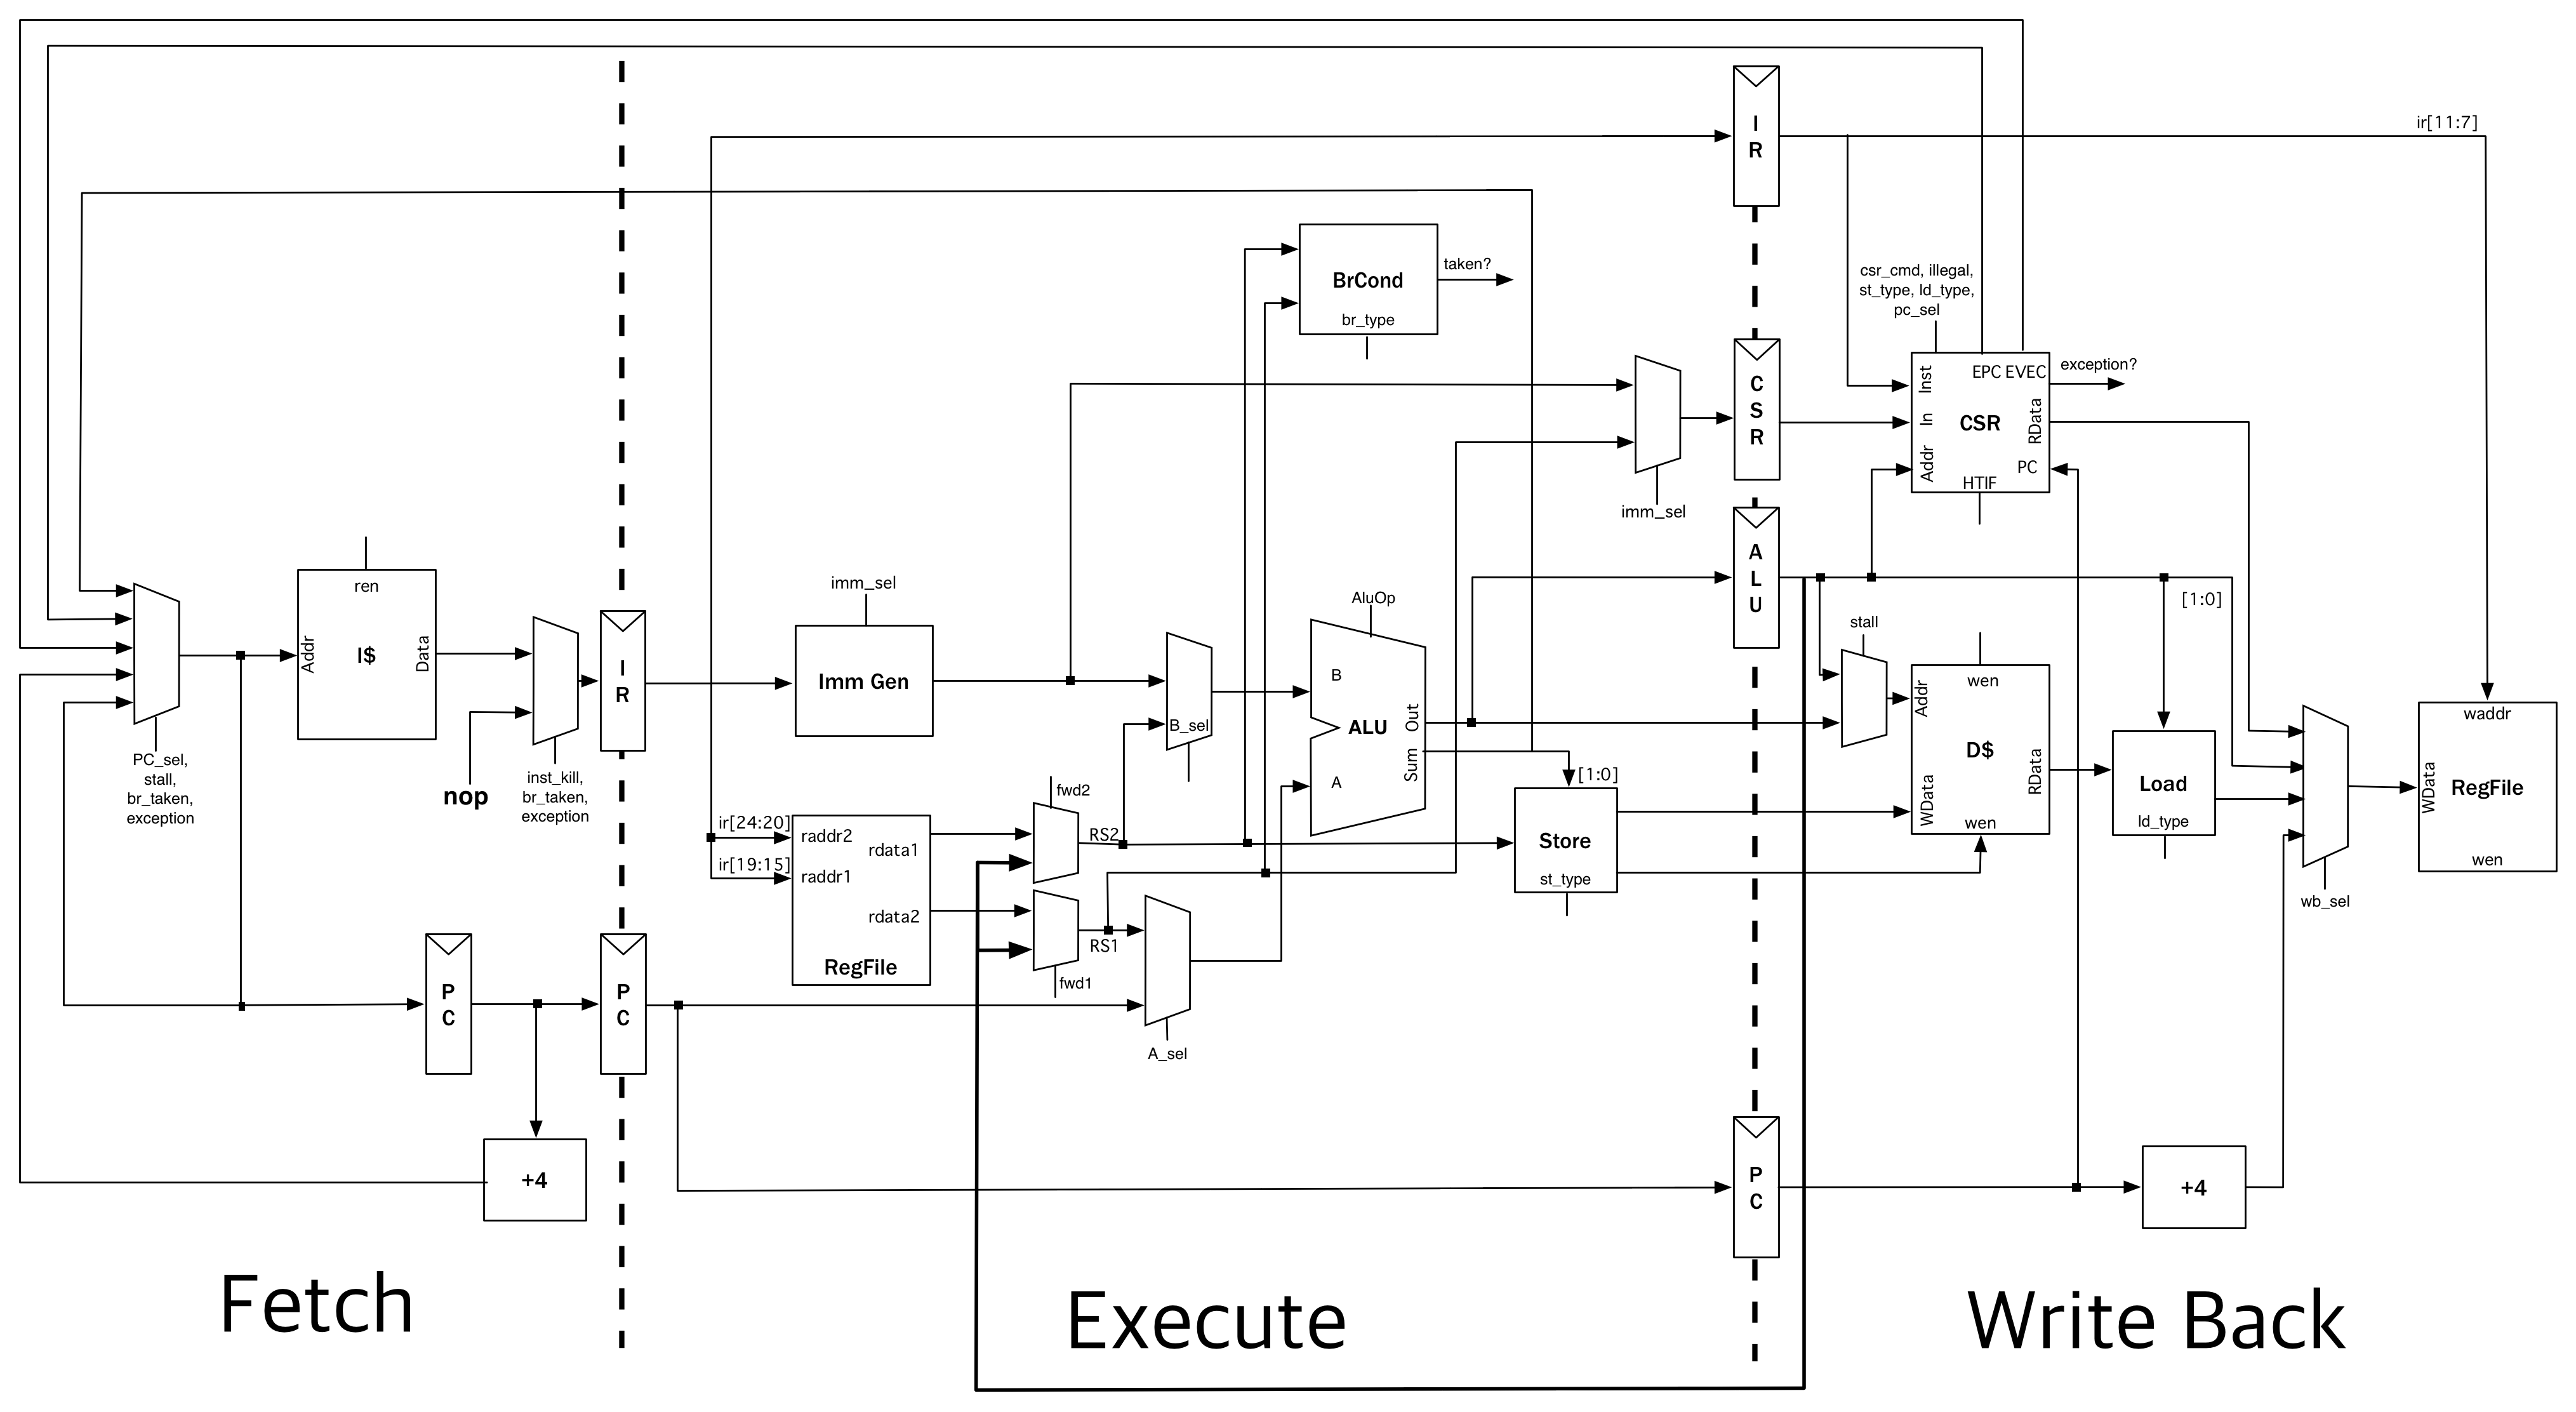 I
R
ir[11:7]
BrCond
taken?
br_type
csr_cmd, illegal,
st_type, ld_type,
pc_sel
C
S
R
imm_sel
Inst
EPC EVEC
exception?
In
CSR
RData
Addr
PC
HTIF
A
L
U
[1:0]
stall
ren
Addr
I$
Data
PC_sel,
stall,
br_taken,
exception
nop
inst_kill,
br_taken,
exception
I
R
imm_sel
Imm Gen
B_sel
AluOp
B
ALU
Out
Sum
A
[1:0]
Store
st_type
wen
Addr
D$
WData
RData
wen
Load
ld_type
wb_sel
waddr
WData
RegFile
wen
ir[24:20]
raddr2
rdata1
ir[19:15]
raddr1
rdata2
RegFile
fwd2
RS2
RS1
fwd1
A_sel
P
C
P
C
+4
P
C
+4
Fetch
Execute
Write Back